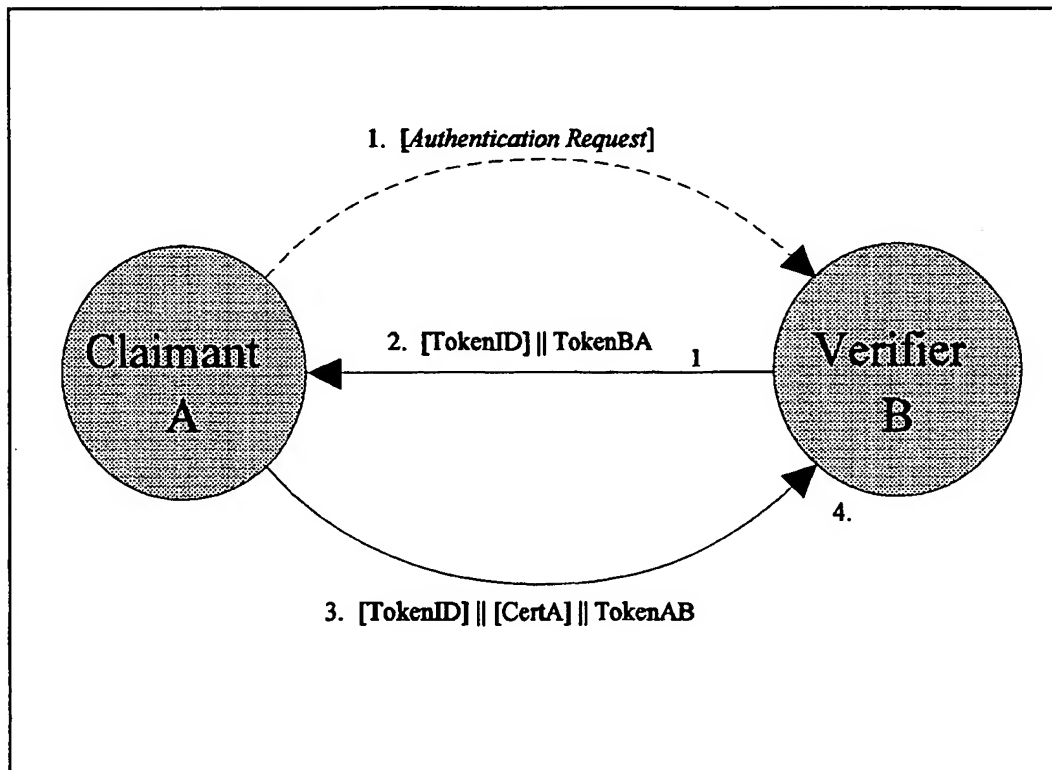 1. [Authentication Request]
2. [TokenID] || TokenBA
1
Claimant
A
Verifier
B
4.
3. [TokenID] || [CertA] || TokenAB